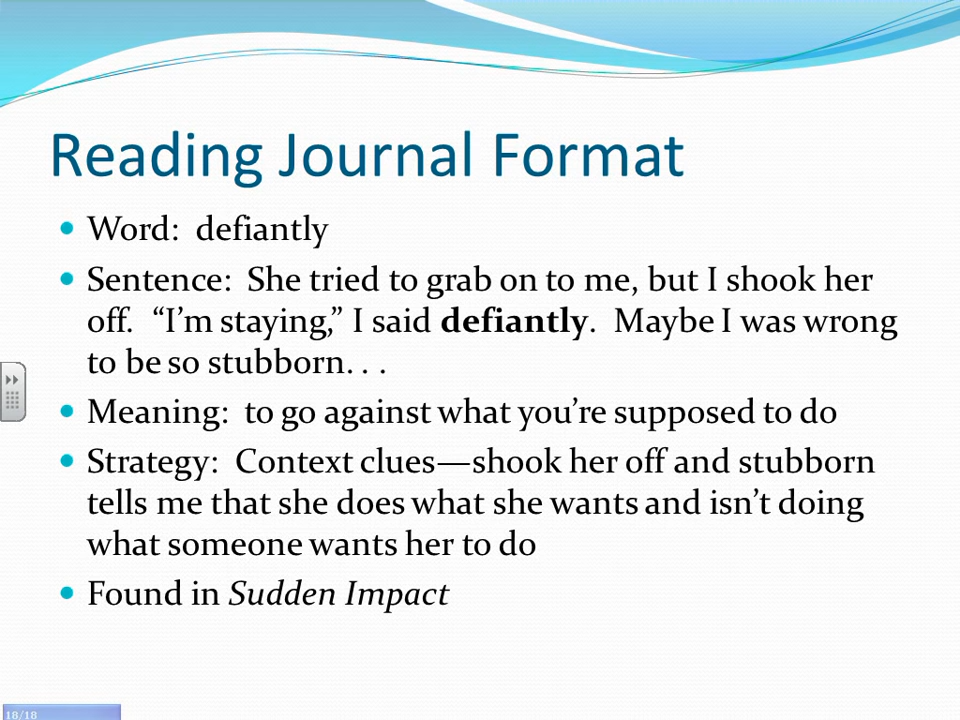 Reading Journal Format
Word:  defiantly
Sentence:  She tried to grab on to me, but I shook her
off.  “I’m staying,” I said defiantly.  Maybe I was wrong
to be so stubborn. . .
Meaning:  to go against what you’re supposed to do
Strategy:  Context clues—shook her off and stubborn
tells me that she does what she wants and isn’t doing
what someone wants her to do
Found in Sudden Impact
18/18